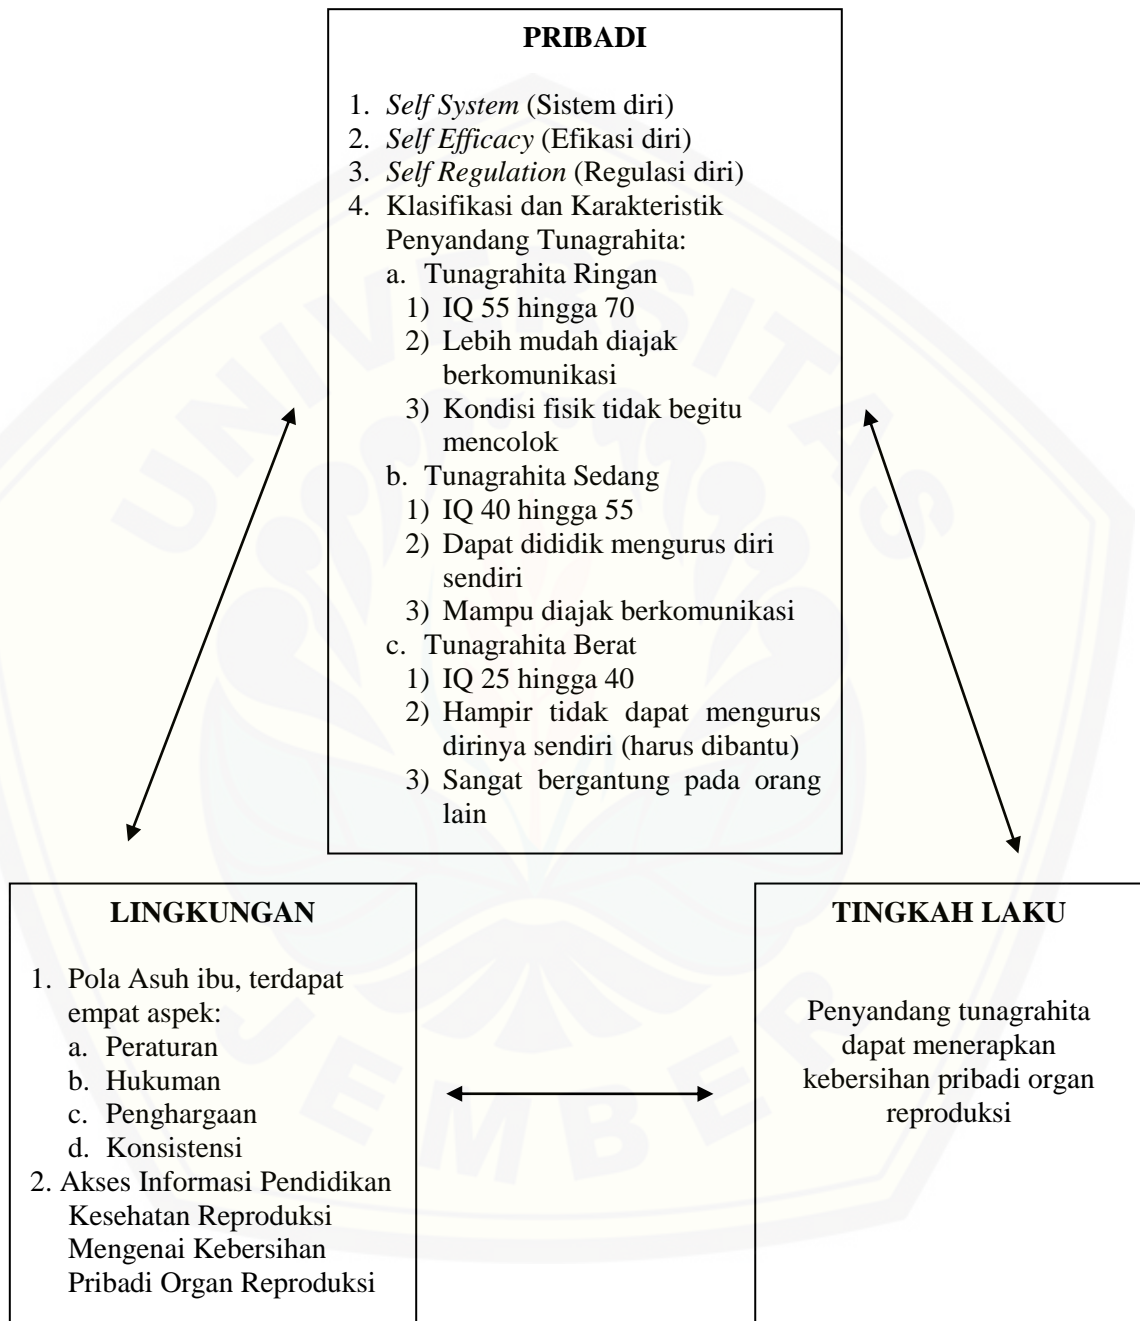 PRIBADI
1. Self System (Sistem diri)
2. Self Efficacy (Efikasi diri)
3. Self Regulation (Regulasi diri)
4. Klasifikasi dan Karakteristik
Penyandang Tunagrahita:
a. Tunagrahita Ringan
1) IQ 55 hingga 70
2) Lebih mudah diajak
berkomunikasi
3) Kondisi fisik tidak begitu
mencolok
b. Tunagrahita Sedang
1) IQ 40 hingga 55
2) Dapat dididik mengurus diri
sendiri
3) Mampu diajak berkomunikasi
c. Tunagrahita Berat
1) IQ 25 hingga 40
2) Hampir tidak dapat mengurus
dirinya sendiri (harus dibantu)
3) Sangat bergantung pada orang
lain
LINGKUNGAN
1. Pola Asuh ibu, terdapat
empat aspek:
a. Peraturan
b. Hukuman
c. Penghargaan
d. Konsistensi
2. Akses Informasi Pendidikan
Kesehatan Reproduksi
Mengenai Kebersihan
Pribadi Organ Reproduksi
TINGKAH LAKU
Penyandang tunagrahita
dapat menerapkan
kebersihan pribadi organ
reproduksi
UNIVERSITAS
JEMBER